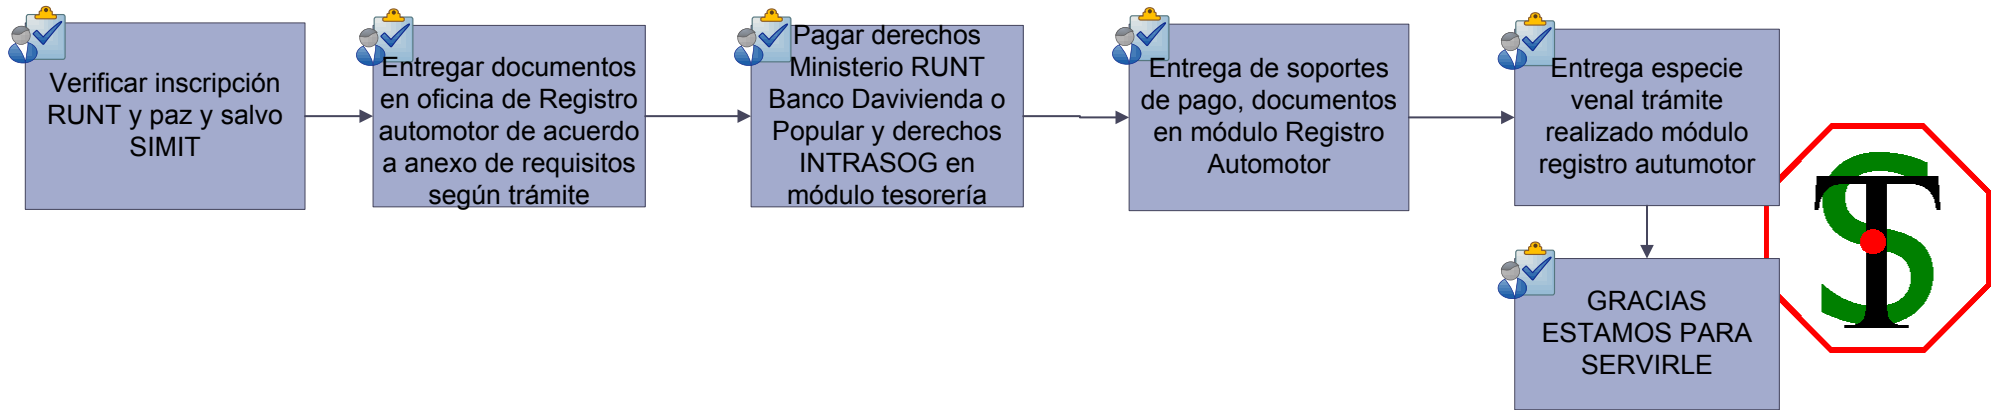 Verificar inscripción
RUNT y paz y salvo
SIMIT
Entregar documentos
en oficina de Registro
automotor de acuerdo
a anexo de requisitos
según trámite
Pagar derechos
Ministerio RUNT
Banco Davivienda o
Popular y derechos
INTRASOG en
módulo tesorería
Entrega de soportes
de pago, documentos
en módulo Registro
Automotor
Entrega especie
venal trámite
realizado módulo
registro autumotor
GRACIAS
ESTAMOS PARA
SERVIRLE
ST